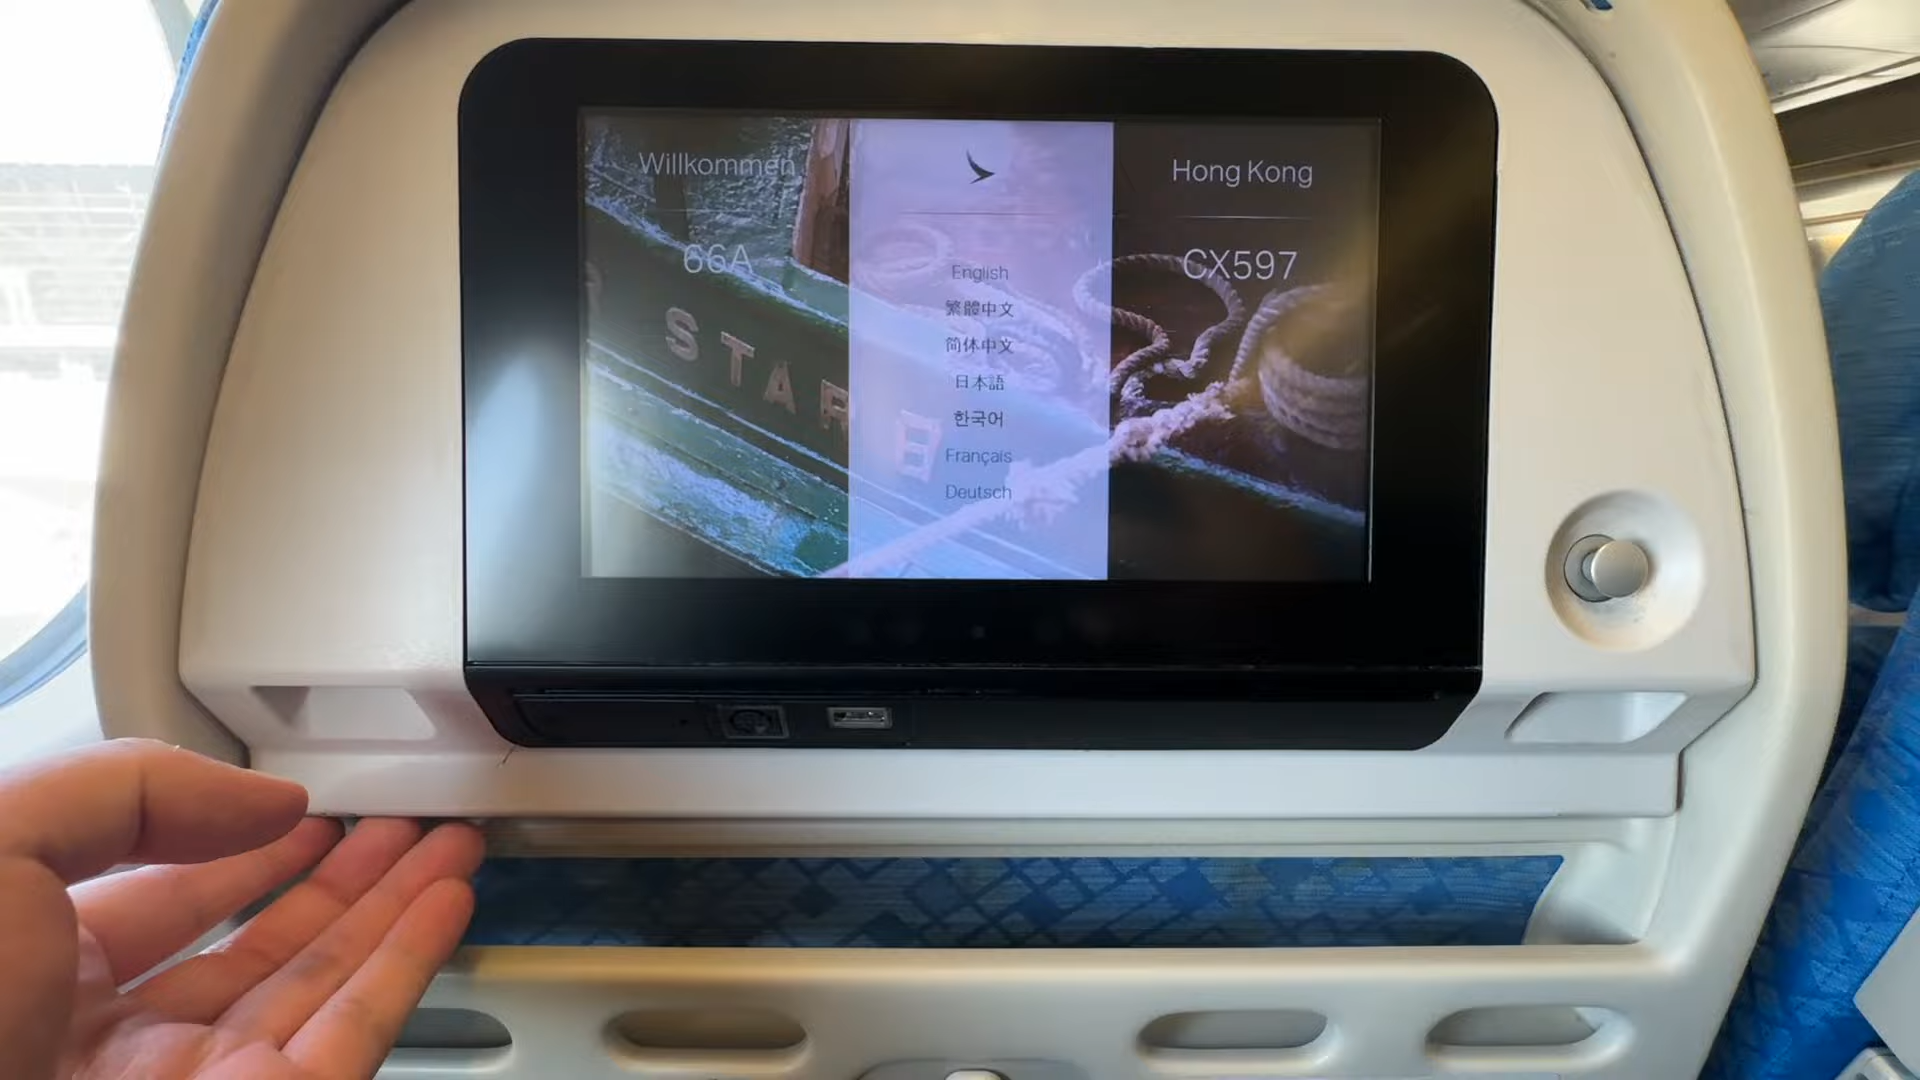 Willkommen
66A
STAR
English
繁體中文
简体中文
日本語
한국어
Français
Deutsch
Hong Kong
CX597